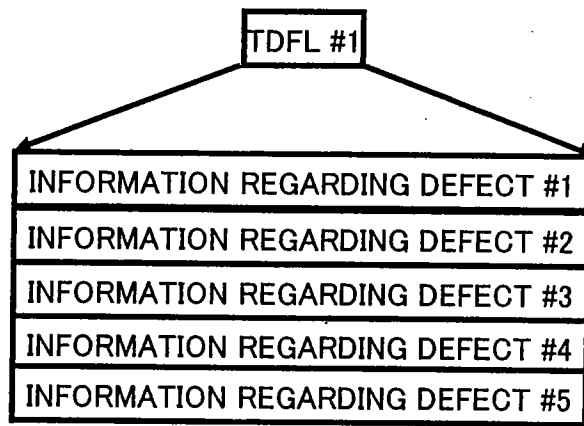 TDFL #1
INFORMATION REGARDING DEFECT #1
INFORMATION REGARDING DEFECT #2
INFORMATION REGARDING DEFECT #3
INFORMATION REGARDING DEFECT #4
INFORMATION REGARDING DEFECT #5